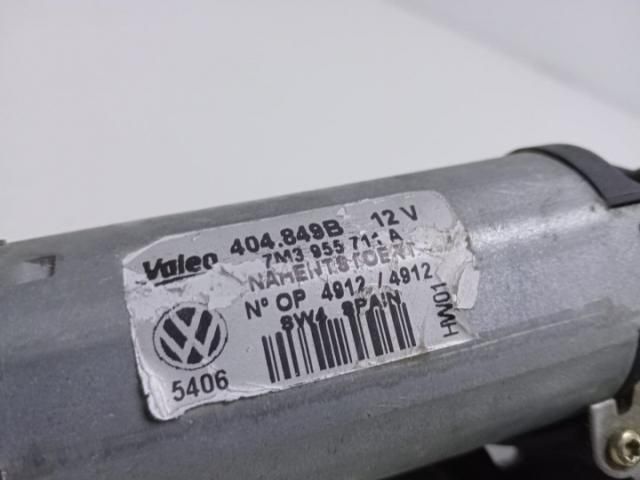 Valeo 404.849B 12 V
7M3 955 711 A
NAHENTSTOERT
N° OP 4912 / 4912
SW4 SPAIN
HW01
5406